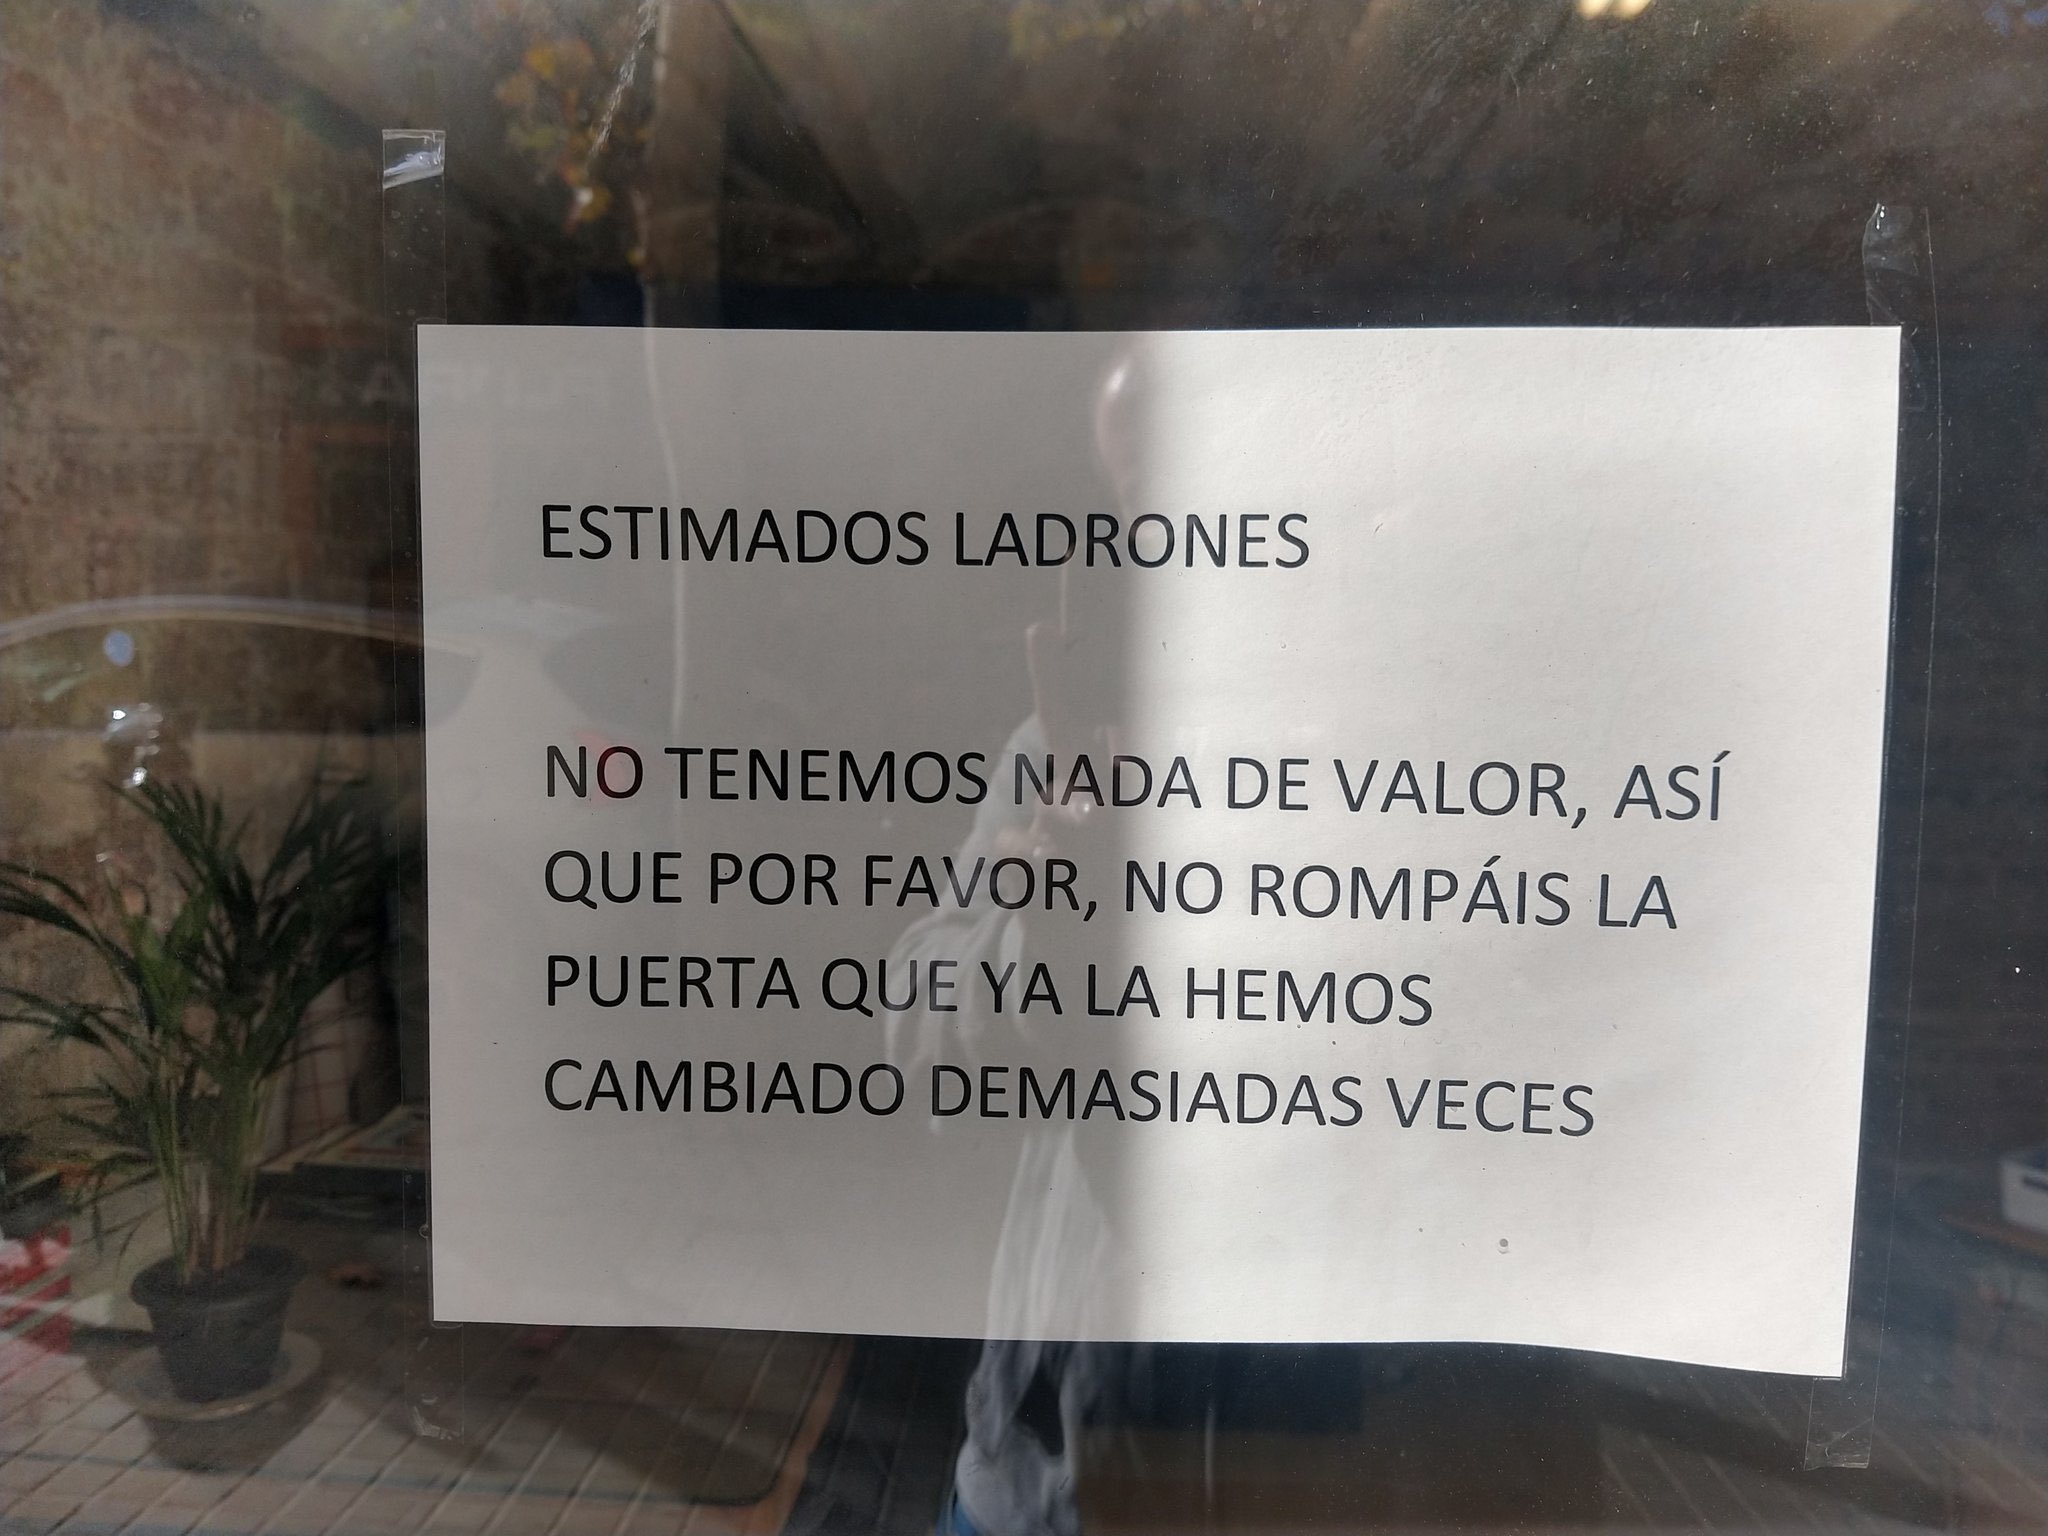 ESTIMADOS LADRONES
NO TENEMOS NADA DE VALOR, ASÍ
QUE POR FAVOR, NO ROMPÁIS LA
PUERTA QUE YA LA HEMOS
CAMBIADO DEMASIADAS VECES